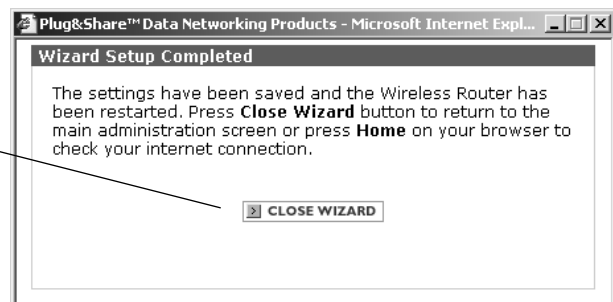 Plug&Share™ Data Networking Products - Microsoft Internet Expl...
Wizard Setup Completed
The settings have been saved and the Wireless Router has
been restarted. Press Close Wizard button to return to the
main administration screen or press Home on your browser to
check your internet connection.
CLOSE WIZARD